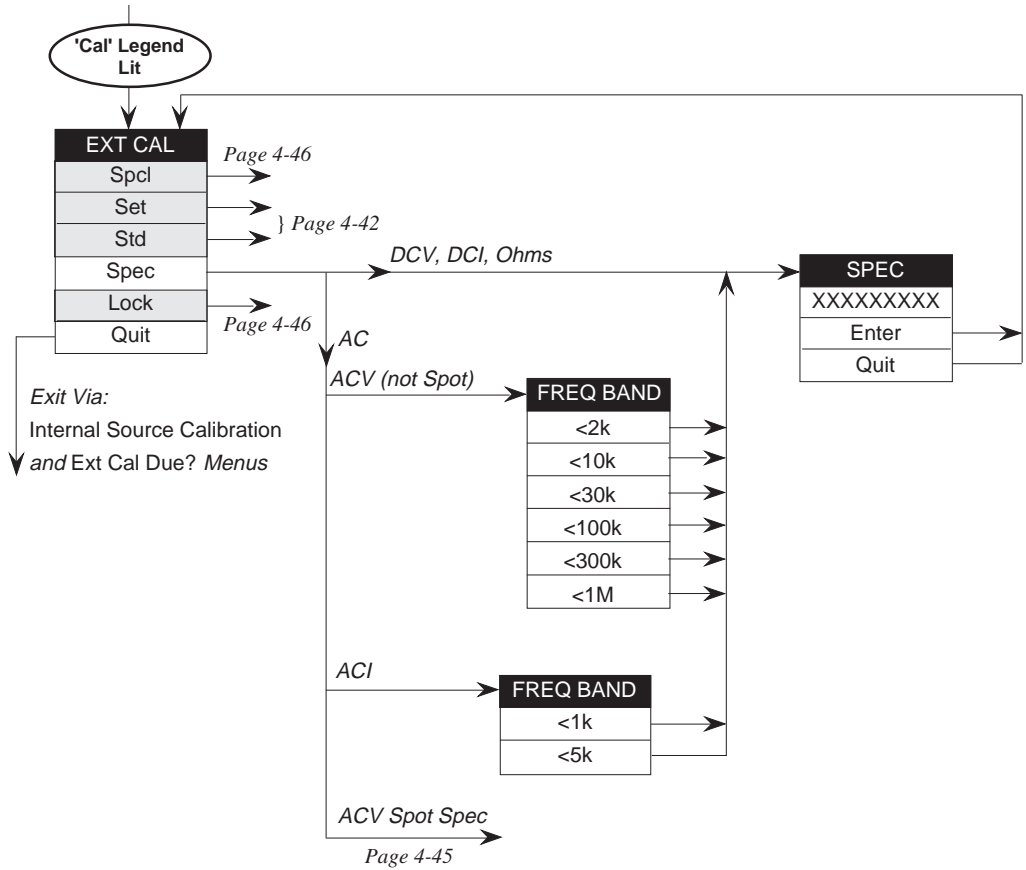 'Cal' Legend
Lit
EXT CAL
Spcl
Page 4-46
Set
Std
} Page 4-42
Spec
DCV, DCI, Ohms
Lock
Page 4-46
Quit
SPEC
XXXXXXXXX
Enter
Quit
Exit Via:
Internal Source Calibration
and Ext Cal Due? Menus
AC
ACV (not Spot)
FREQ BAND
<2k
<10k
<30k
<100k
<300k
<1M
ACI
FREQ BAND
<1k
<5k
ACV Spot Spec
Page 4-45